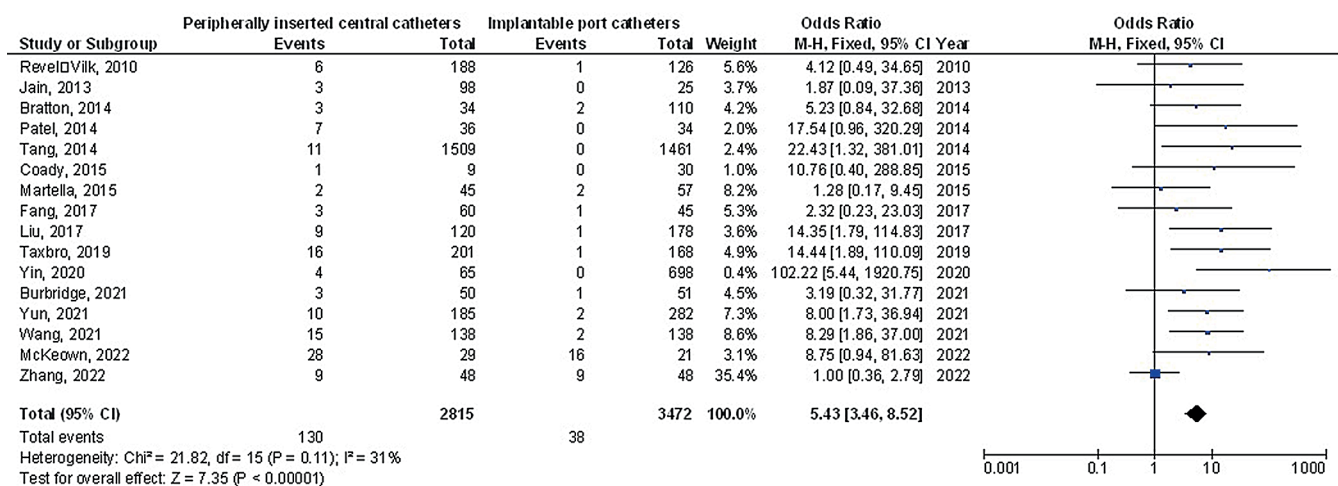 Peripherally inserted central catheters Implantable port catheters Odds Ratio Odds Ratio
Study or Subgroup Events Total Events Total Weight M-H, Fixed, 95% CI Year M-H, Fixed, 95% CI
Revel□Vilk, 2010 6 188 1 126 5.6% 4.12 [0.49, 34.65] 2010
Jain, 2013 3 98 0 25 3.7% 1.87 [0.09, 37.36] 2013
Bratton, 2014 3 34 2 110 4.2% 5.23 [0.84, 32.68] 2014
Patel, 2014 7 36 0 34 2.0% 17.54 [0.96, 320.29] 2014
Tang, 2014 11 1509 0 1461 2.4% 22.43 [1.32, 381.01] 2014
Coady, 2015 1 9 0 30 1.0% 10.76 [0.40, 288.85] 2015
Martella, 2015 2 45 2 57 8.2% 1.28 [0.17, 9.45] 2015
Fang, 2017 3 60 1 45 5.3% 2.32 [0.23, 23.03] 2017
Liu, 2017 9 120 1 178 3.7% 14.35 [1.79, 114.83] 2017
Taxbro, 2019 16 201 1 168 4.9% 14.44 [1.89, 110.09] 2019
Yin, 2020 4 65 0 698 0.4% 102.22 [5.44, 1920.75] 2020
Burbridge, 2021 3 50 1 51 4.5% 3.19 [0.32, 31.77] 2021
Yun, 2021 10 185 2 282 7.3% 8.00 [1.73, 36.94] 2021
Wang, 2021 15 138 2 138 8.6% 8.29 [1.86, 37.00] 2021
McKeown, 2022 28 29 16 21 3.1% 8.75 [0.94, 81.63] 2022
Zhang, 2022 9 48 9 48 35.4% 1.00 [0.36, 2.79] 2022
Total (95% CI) 2815 3472 100.0% 5.43 [3.46, 8.52]
Total events 130 38
Heterogeneity: Chi² = 21.82, df = 15 (P = 0.11); I² = 31%
Test for overall effect: Z = 7.35 (P < 0.00001)
0.001 0.1 1 10 1000